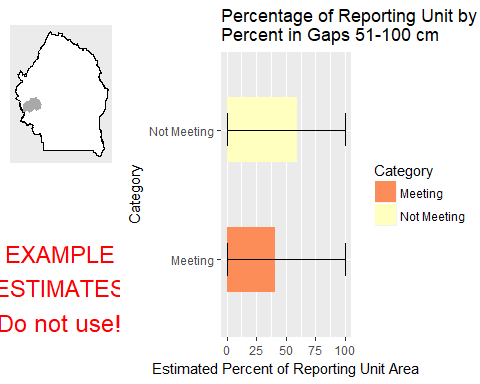 Percentage of Reporting Unit by
Percent in Gaps 51-100 cm
Not Meeting
Meeting
Category
0 25 50 75 100
Estimated Percent of Reporting Unit Area
Category
Meeting
Not Meeting
EXAMPLE
ESTIMATES
Do not use!